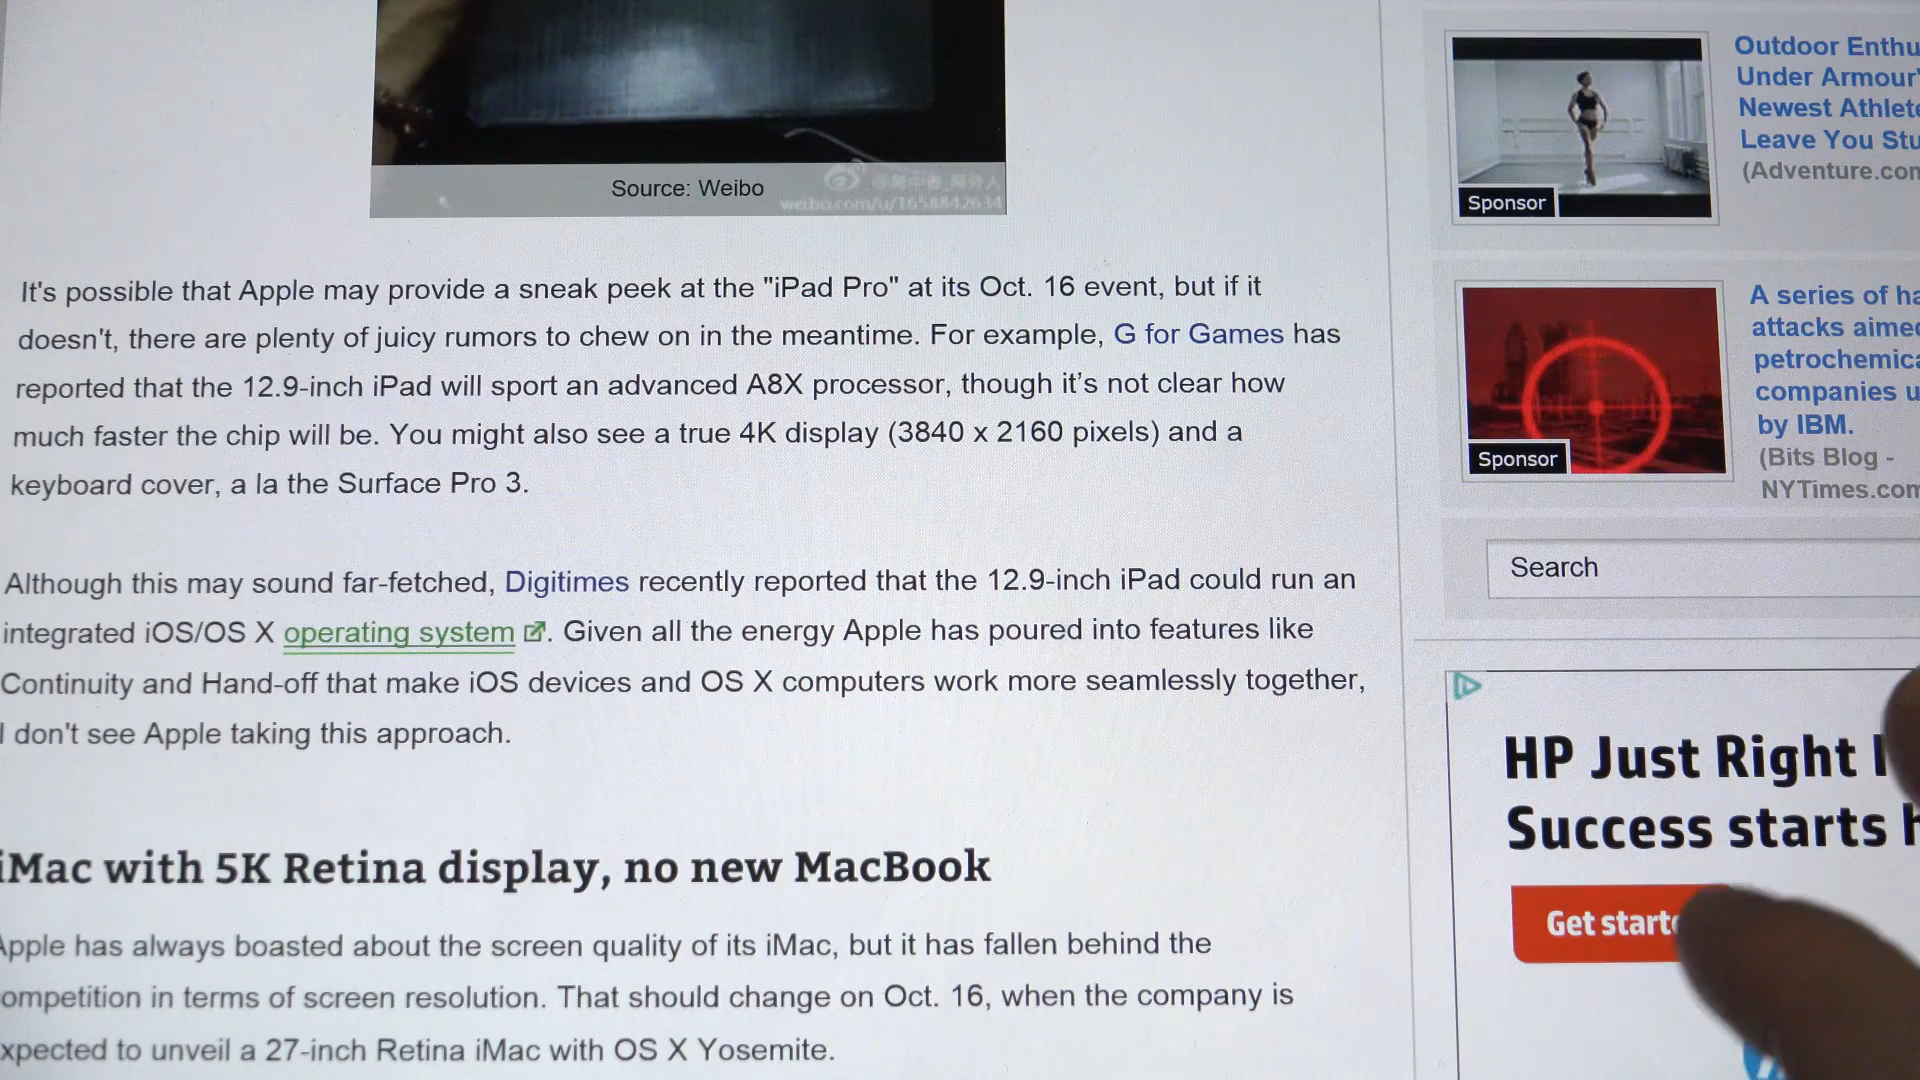 Source: Weibo
weibo.com/u/1658842634
It's possible that Apple may provide a sneak peek at the "iPad Pro" at its Oct. 16 event, but if it
doesn't, there are plenty of juicy rumors to chew on in the meantime. For example, G for Games has
reported that the 12.9-inch iPad will sport an advanced A8X processor, though it’s not clear how
much faster the chip will be. You might also see a true 4K display (3840 x 2160 pixels) and a
keyboard cover, a la the Surface Pro 3.
Although this may sound far-fetched, Digitimes recently reported that the 12.9-inch iPad could run an
integrated iOS/OS X operating system. Given all the energy Apple has poured into features like
Continuity and Hand-off that make iOS devices and OS X computers work more seamlessly together,
I don't see Apple taking this approach.
iMac with 5K Retina display, no new MacBook
Apple has always boasted about the screen quality of its iMac, but it has fallen behind the
ompetition in terms of screen resolution. That should change on Oct. 16, when the company is
xpected to unveil a 27-inch Retina iMac with OS X Yosemite.
Outdoor Enthu
Under Armour'
Newest Athlete
Leave You Stu
(Adventure.com
Sponsor
A series of ha
attacks aimed
petrochemica
companies u
by IBM.
(Bits Blog -
NYTimes.com
Sponsor
Search
HP Just Right
Success starts h
Get starte